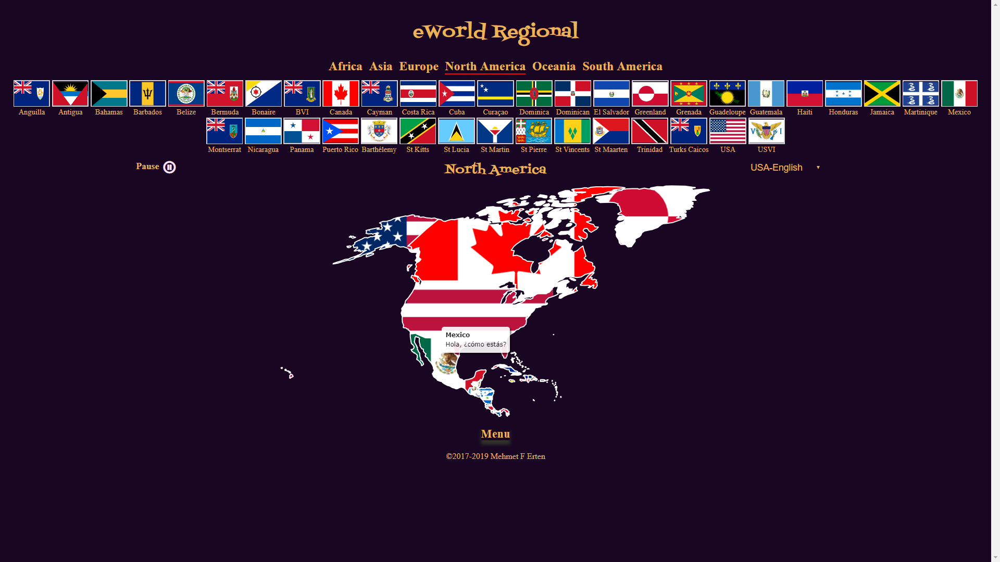 eWorld Regional
Africa Asia Europe North America Oceania South America
Anguilla Antigua Bahamas Barbados Belize Bermuda Bonaire BVI Canada Cayman Costa Rica Cuba Curaçao Dominica Dominican El Salvador Greenland Grenada Guadeloupe Guatemala Haiti Honduras Jamaica Martinique Mexico
V I
Montserrat Nicaragua Panama Puerto Rico Barthélemy St Kitts St Lucia St Martin St Pierre St Vincents St Maarten Trinidad Turks Caicos USA USVI
Pause North America USA-English
Mexico
Hola, ¿cómo estás?
Menu
©2017-2019 Mehmet F Erten